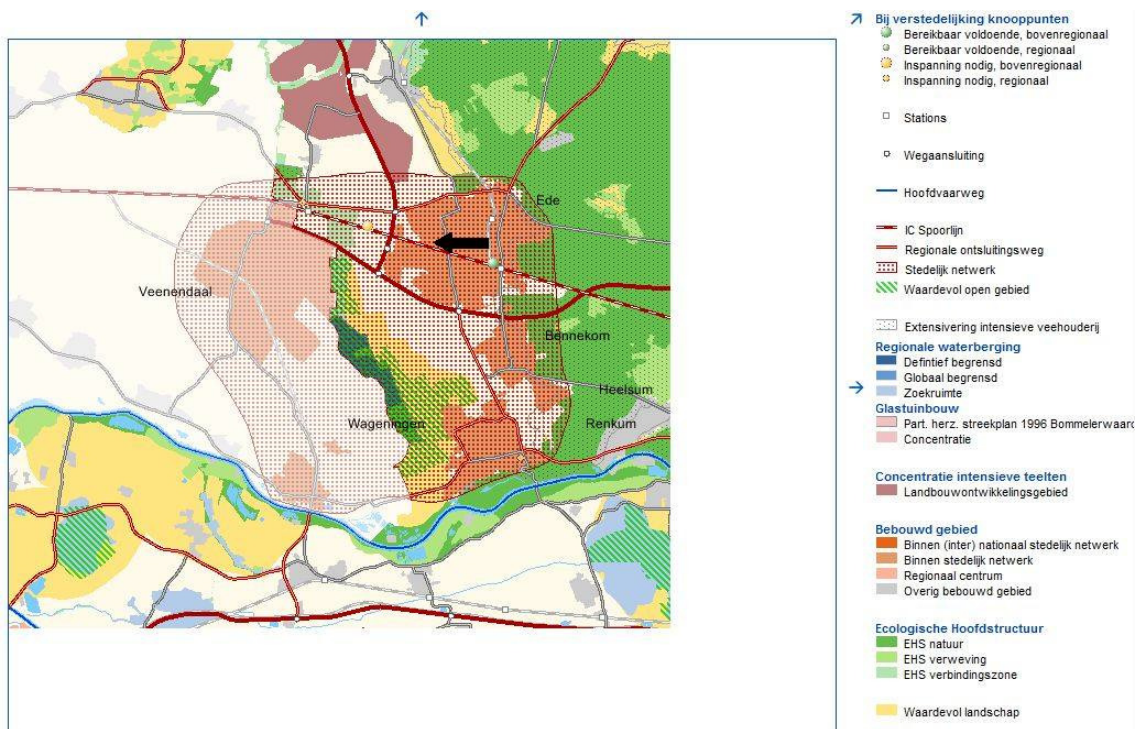 Ede
Veenendaal
Bennekom
Heelsum
Wageningen
Renkum
Bij verstedelijking knooppunten
Bereikbaar voldoende, bovenregionaal
Bereikbaar voldoende, regionaal
Inspanning nodig, bovenregionaal
Inspanning nodig, regionaal
Stations
Wegaansluiting
Hoofdvaarweg
IC Spoorlijn
Regionale ontsluitingsweg
Stedelijk netwerk
Waardevol open gebied
Extensivering intensieve veehouderij
Regionale waterberging
Defintief begrensd
Globaal begrensd
Zoekruimte
Glastuinbouw
Part. herz. streekplan 1996 Bommelerwaard
Concentratie
Concentratie intensieve teelten
Landbouwontwikkelingsgebied
Bebouwd gebied
Binnen (inter) nationaal stedelijk netwerk
Binnen stedelijk netwerk
Regionaal centrum
Overig bebouwd gebied
Ecologische Hoofdstructuur
EHS natuur
EHS verweving
EHS verbindingszone
Waardevol landschap